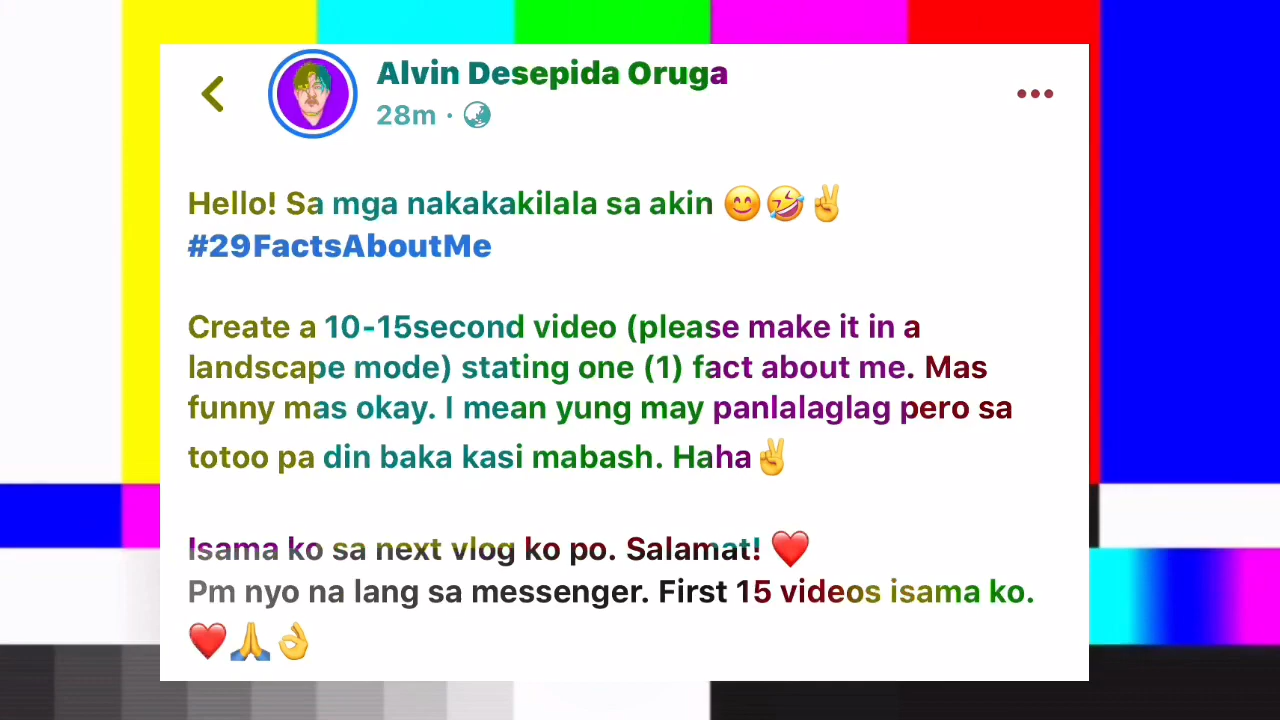 Alvin Desepida Oruga
28m ·
Hello! Sa mga nakakakilala sa akin 😊🤣✌️
#29FactsAboutMe
Create a 10-15second video (please make it in a
landscape mode) stating one (1) fact about me. Mas
funny mas okay. I mean yung may panlalaglag pero sa
totoo pa din baka kasi mabash. Haha✌️
Isama ko sa next vlog ko po. Salamat! ❤️
Pm nyo na lang sa messenger. First 15 videos isama ko.
❤️🙏👌